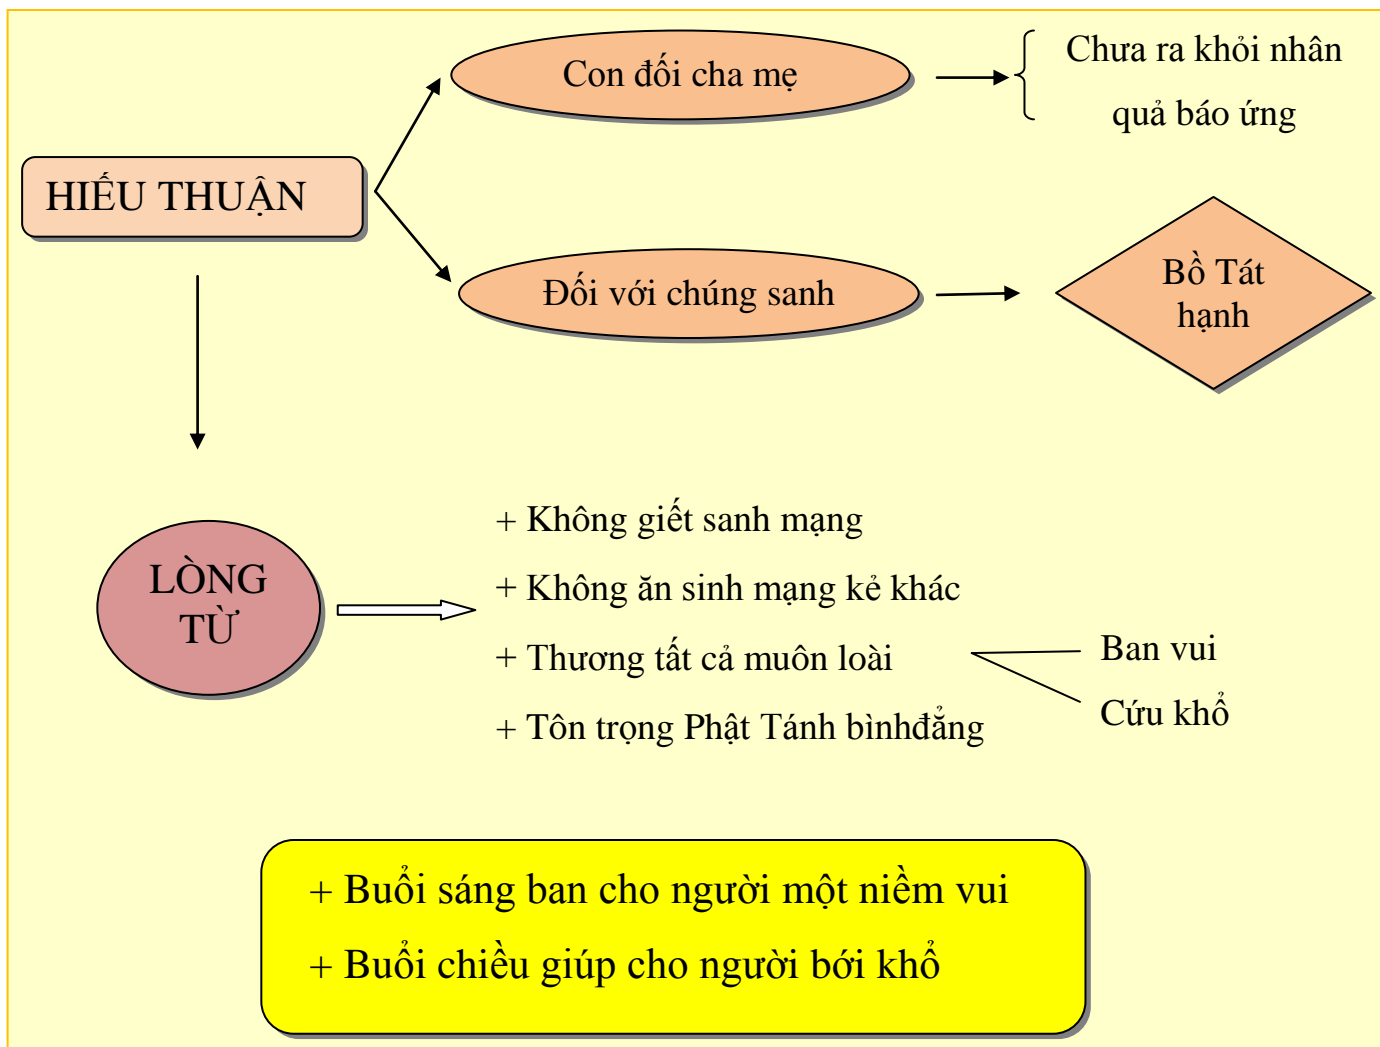 Con đối cha mẹ
Chưa ra khỏi nhân
quả báo ứng
HIẾU THUẬN
Đối với chúng sanh
Bồ Tát
hạnh
LÒNG
TỪ
+ Không giết sanh mạng
+ Không ăn sinh mạng kẻ khác
+ Thương tất cả muôn loài
Ban vui
Cứu khổ
+ Tôn trọng Phật Tánh bìnhđẳng
+ Buổi sáng ban cho người một niềm vui
+ Buổi chiều giúp cho người bới khổ